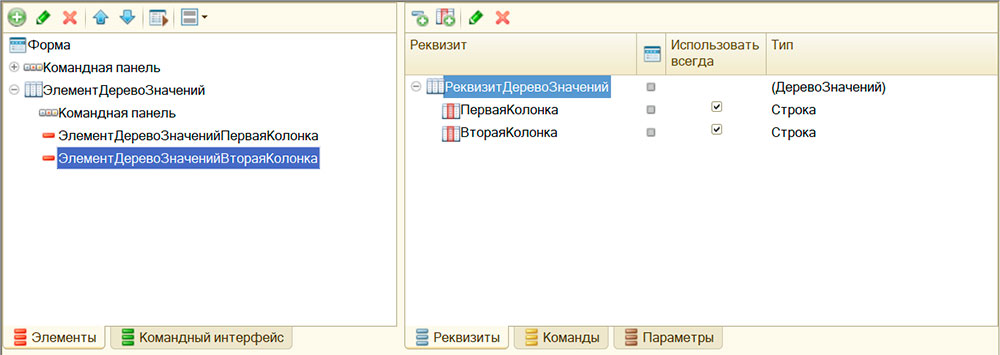 Форма
Командная панель
ЭлементДеревоЗначений
Командная панель
ЭлементДеревоЗначенийПерваяКолонка
ЭлементДеревоЗначенийВтораяКолонка
Элементы
Командный интерфейс
Реквизит
Использовать
всегда
Тип
РеквизитДеревоЗначений
(ДеревоЗначений)
ПерваяКолонка
Строка
ВтораяКолонка
Строка
Реквизиты
Команды
Параметры